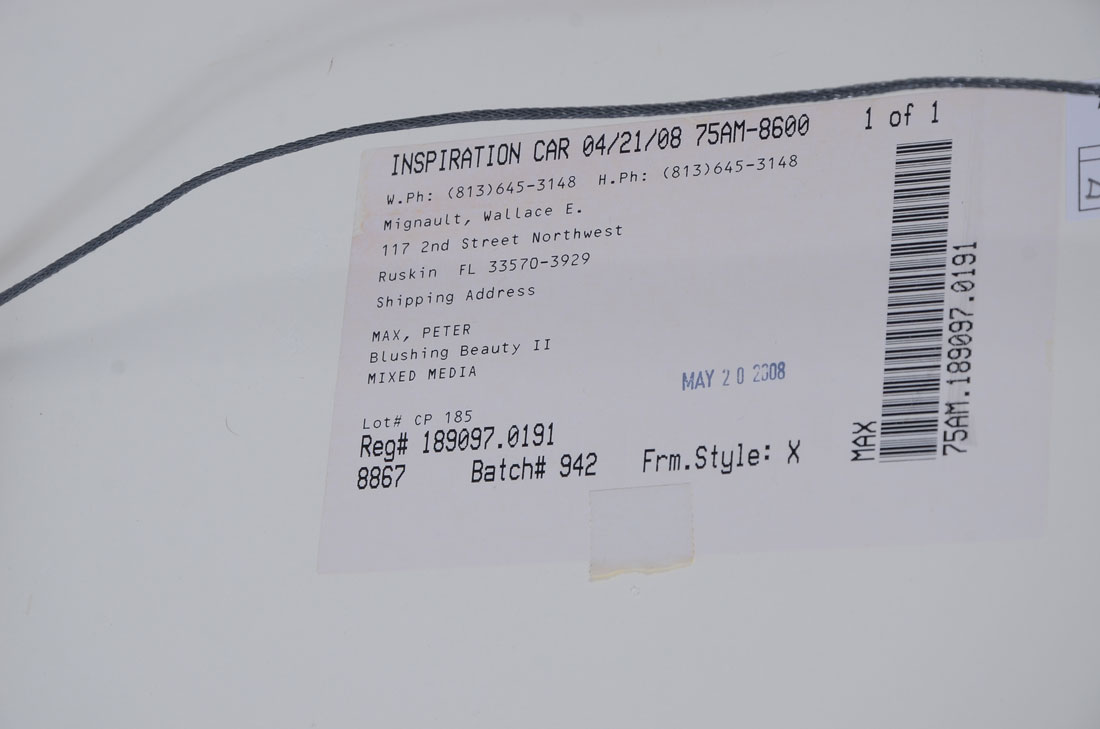 INSPIRATION CAR 04/21/08 75AM-8600
1 of 1
W.Ph: (813)645-3148 H.Ph: (813)645-3148
Mignault, Wallace E.
117 2nd Street Northwest
Ruskin FL 33570-3929
Shipping Address
MAX, PETER
Blushing Beauty II
MIXED MEDIA
MAY 20 2008
Lot# CP 185
Reg# 189097.0191
8867 Batch# 942 Frm.Style: X
MAX
75AM.189097.0191